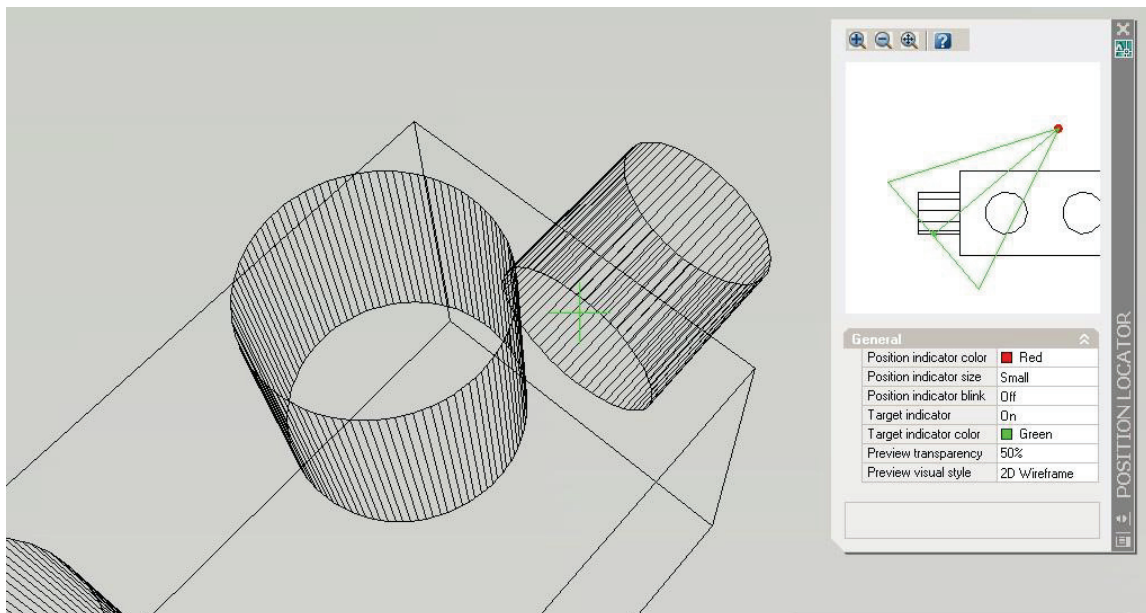 General
Position indicator color Red
Position indicator size Small
Position indicator blink Off
Target indicator On
Target indicator color Green
Preview transparency 50%
Preview visual style 2D Wireframe
POSITION LOCATOR